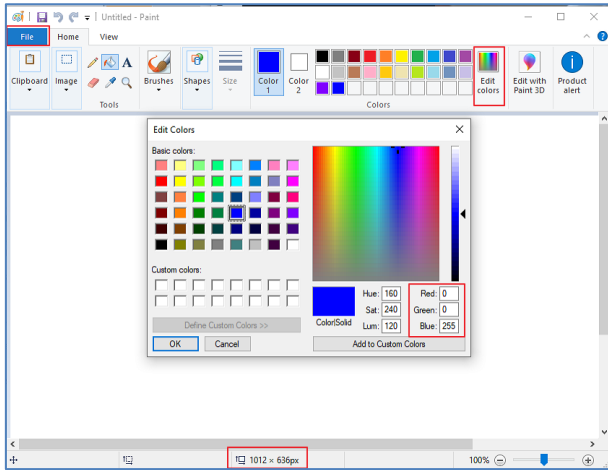 Untitled - Paint
File Home View
Clipboard Image A Brushes Shapes Size Color 1 Color 2 Edit colors Edit with Paint 3D Product alert
Tools Colors
Edit Colors
Basic colors:
Custom colors:
Define Custom Colors >>
OK Cancel
Color|Solid
Hue: 160 Red: 0
Sat: 240 Green: 0
Lum: 120 Blue: 255
Add to Custom Colors
1012 × 636px 100%